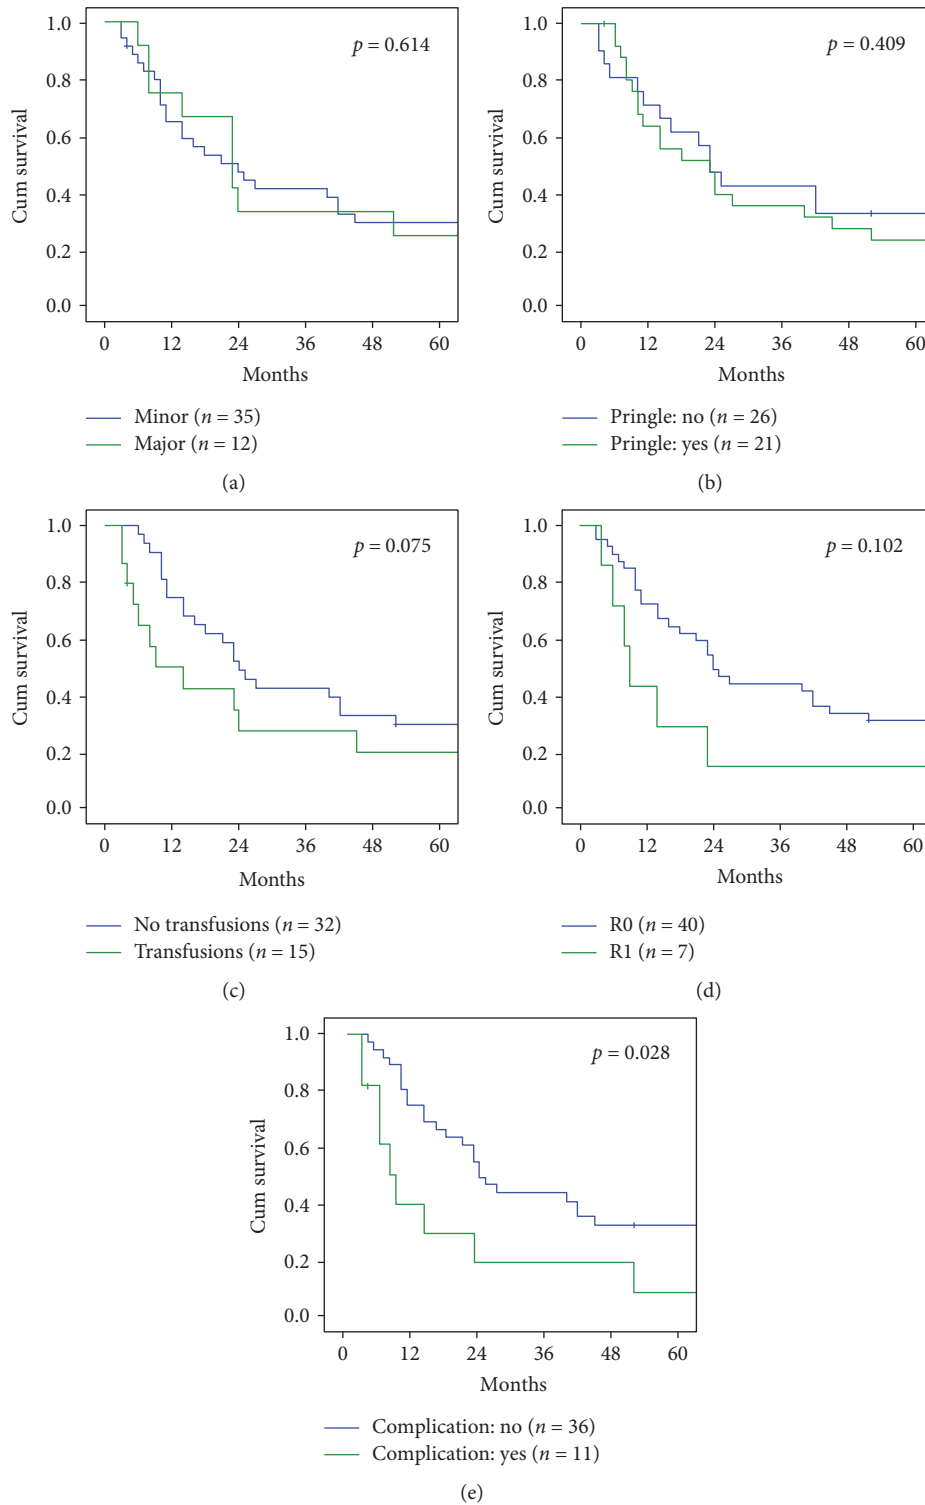 1.0
0.8
0.6
0.4
0.2
0.0
Cum survival
p = 0.614
0 12 24 36 48 60
Months
Minor (n = 35)
Major (n = 12)
(a)
1.0
0.8
0.6
0.4
0.2
0.0
Cum survival
p = 0.409
0 12 24 36 48 60
Months
Pringle: no (n = 26)
Pringle: yes (n = 21)
(b)
1.0
0.8
0.6
0.4
0.2
0.0
Cum survival
p = 0.075
0 12 24 36 48 60
Months
No transfusions (n = 32)
Transfusions (n = 15)
(c)
1.0
0.8
0.6
0.4
0.2
0.0
Cum survival
p = 0.102
0 12 24 36 48 60
Months
R0 (n = 40)
R1 (n = 7)
(d)
1.0
0.8
0.6
0.4
0.2
0.0
Cum survival
p = 0.028
0 12 24 36 48 60
Months
Complication: no (n = 36)
Complication: yes (n = 11)
(e)